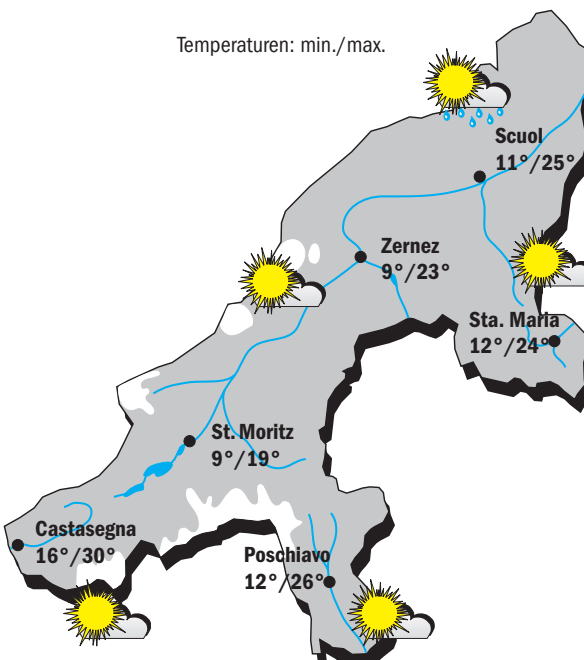 Temperaturen: min./max.
Scuol
11°/25°
Zernez
9°/23°
Sta. Maria
12°/24°
St. Moritz
9°/19°
Castasegna
16°/30°
Poschiavo
12°/26°